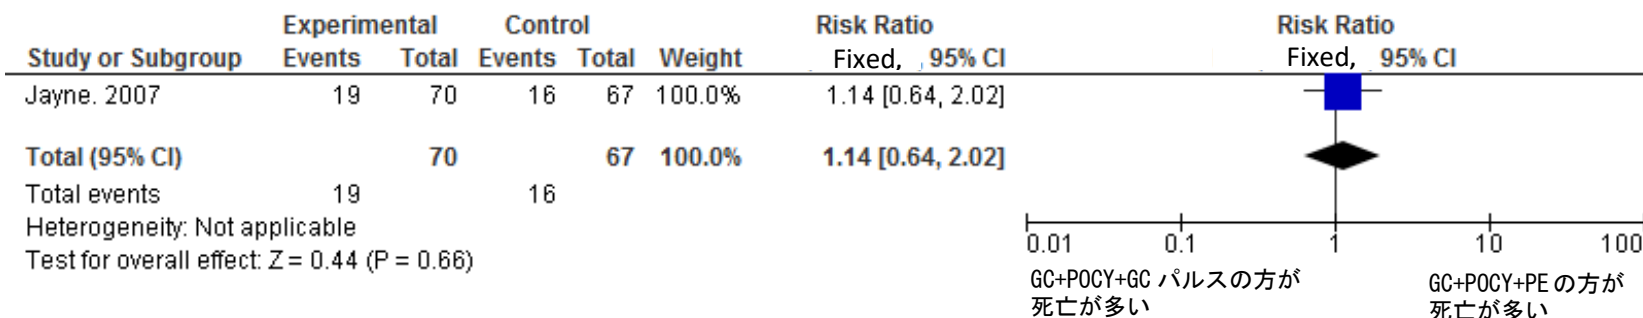 Experimental Control Risk Ratio Risk Ratio
Study or Subgroup Events Total Events Total Weight Fixed, 95% CI Fixed, 95% CI
Jayne. 2007 19 70 16 67 100.0% 1.14 [0.64, 2.02]
Total (95% CI) 70 67 100.0% 1.14 [0.64, 2.02]
Total events 19 16
Heterogeneity: Not applicable
Test for overall effect: Z = 0.44 (P = 0.66)
0.01 0.1 1 10 100
GC+POCY+GC パルスの方が
死亡が多い
GC+POCY+PEの方が
死亡が多い